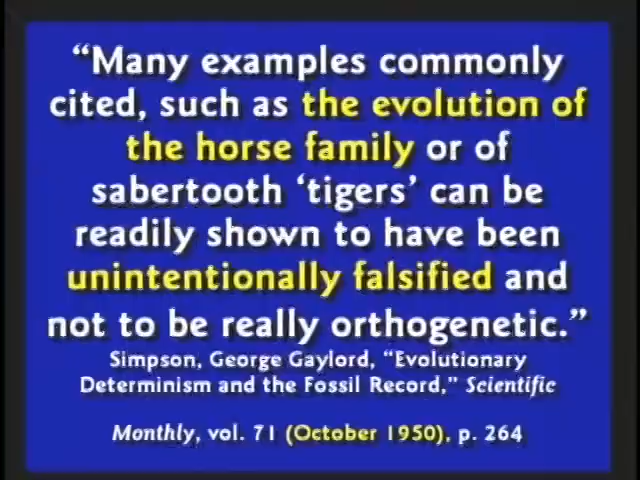 “Many examples commonly
cited, such as the evolution of
the horse family or of
sabertooth ‘tigers’ can be
readily shown to have been
unintentionally falsified and
not to be really orthogenetic.”
Simpson, George Gaylord, “Evolutionary
Determinism and the Fossil Record,” Scientific
Monthly, vol. 71 (October 1950), p. 264